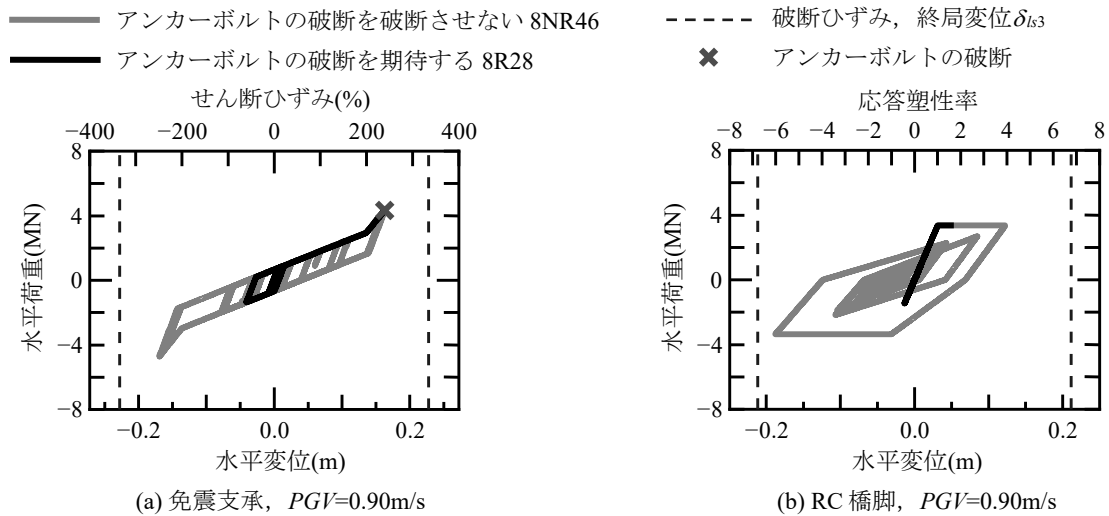 アンカーボルトの破断を破断させない 8NR46
アンカーボルトの破断を期待する 8R28
破断ひずみ，終局変位δls3
アンカーボルトの破断
せん断ひずみ(%)
−400 −200 0 200 400
8
4
0
−4
−8
水平荷重(MN)
−0.2 0.0 0.2
水平変位(m)
(a) 免震支承，PGV=0.90m/s
応答塑性率
−8 −6 −4 −2 0 2 4 6 8
8
4
0
−4
−8
水平荷重(MN)
−0.2 0.0 0.2
水平変位(m)
(b) RC 橋脚，PGV=0.90m/s